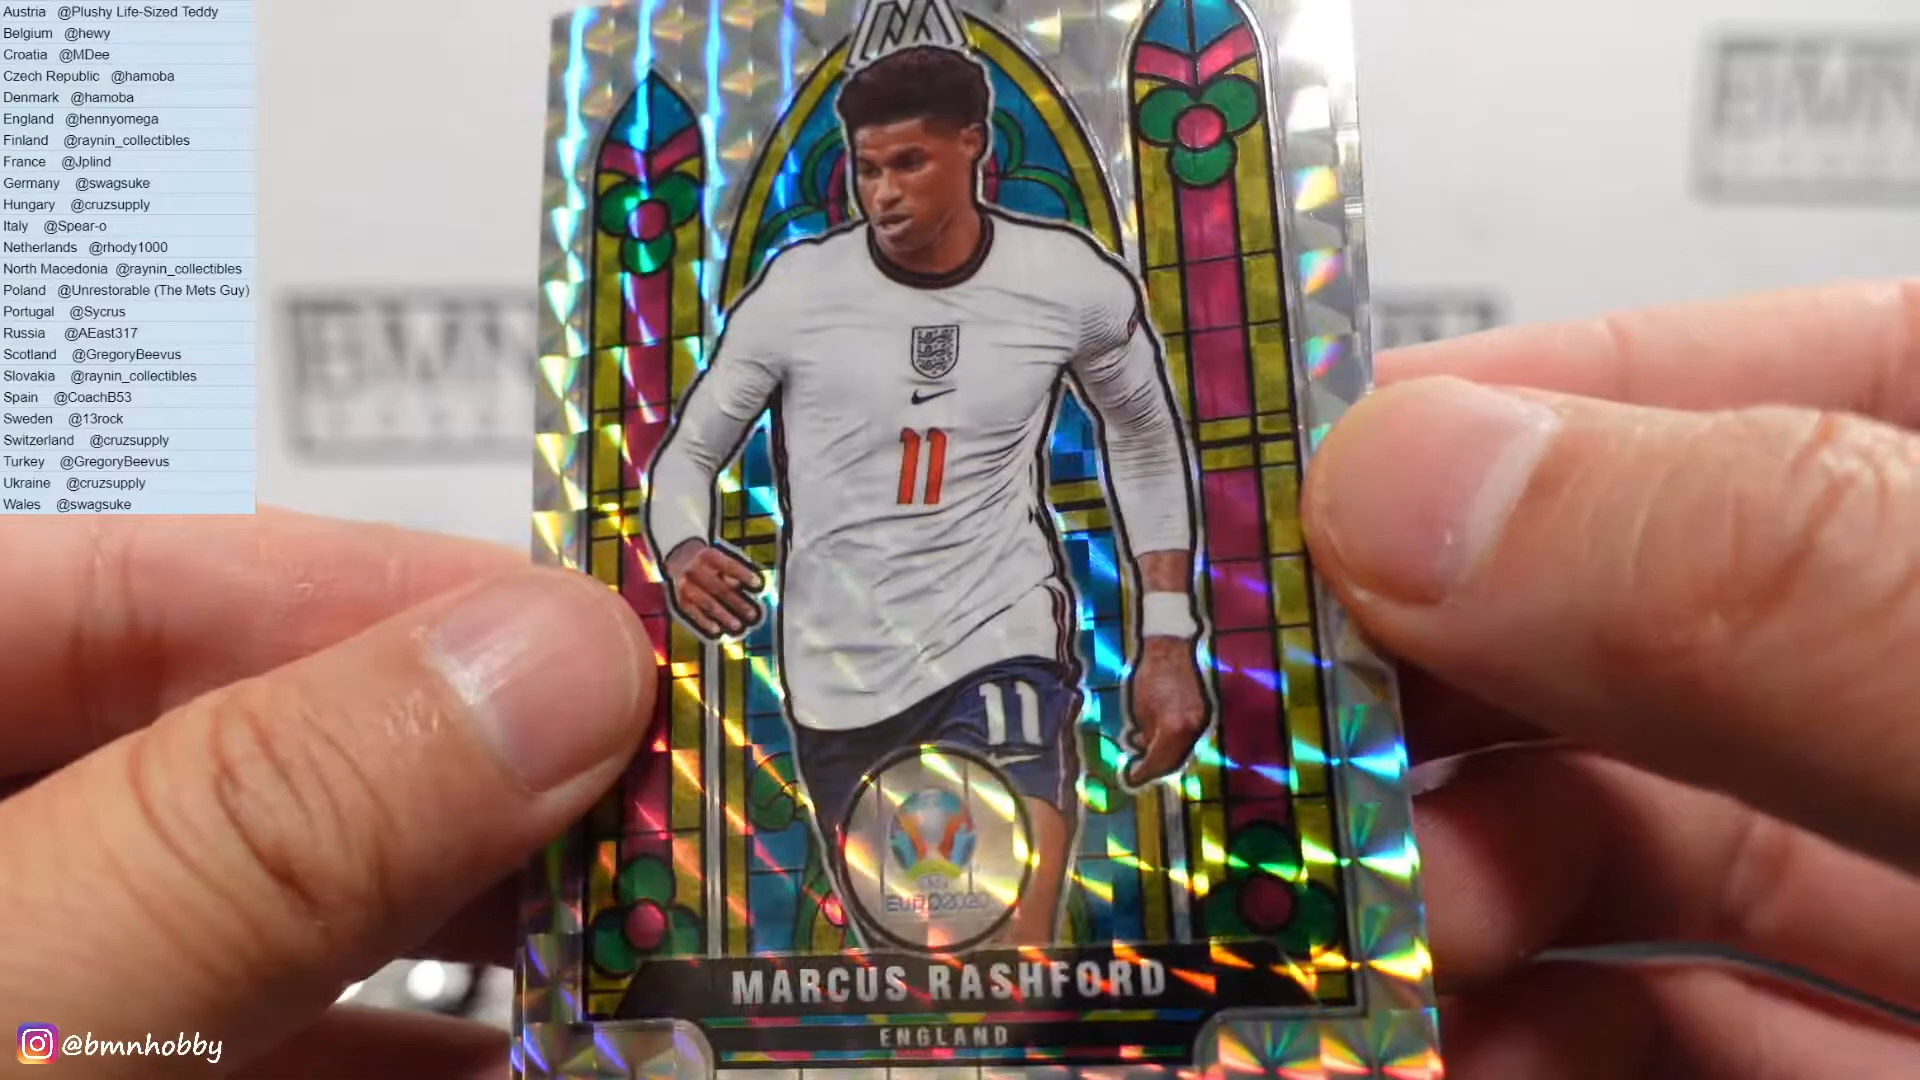 Austria @Plushy Life-Sized Teddy
Belgium @hewy
Croatia @MDee
Czech Republic @hamoba
Denmark @hamoba
England @hennyomega
Finland @raynin_collectibles
France @Jplind
Germany @swagsuke
Hungary @cruzsupply
Italy @Spear-o
Netherlands @rhody1000
North Macedonia @raynin_collectibles
Poland @Unrestorable (The Mets Guy)
Portugal @Sycrus
Russia @AEast317
Scotland @GregoryBeevus
Slovakia @raynin_collectibles
Spain @CoachB53
Sweden @13rock
Switzerland @cruzsupply
Turkey @GregoryBeevus
Ukraine @cruzsupply
Wales @swagsuke
BMN
BMN
11
11
EURO2020
MARCUS RASHFORD
ENGLAND
@bmnhobby